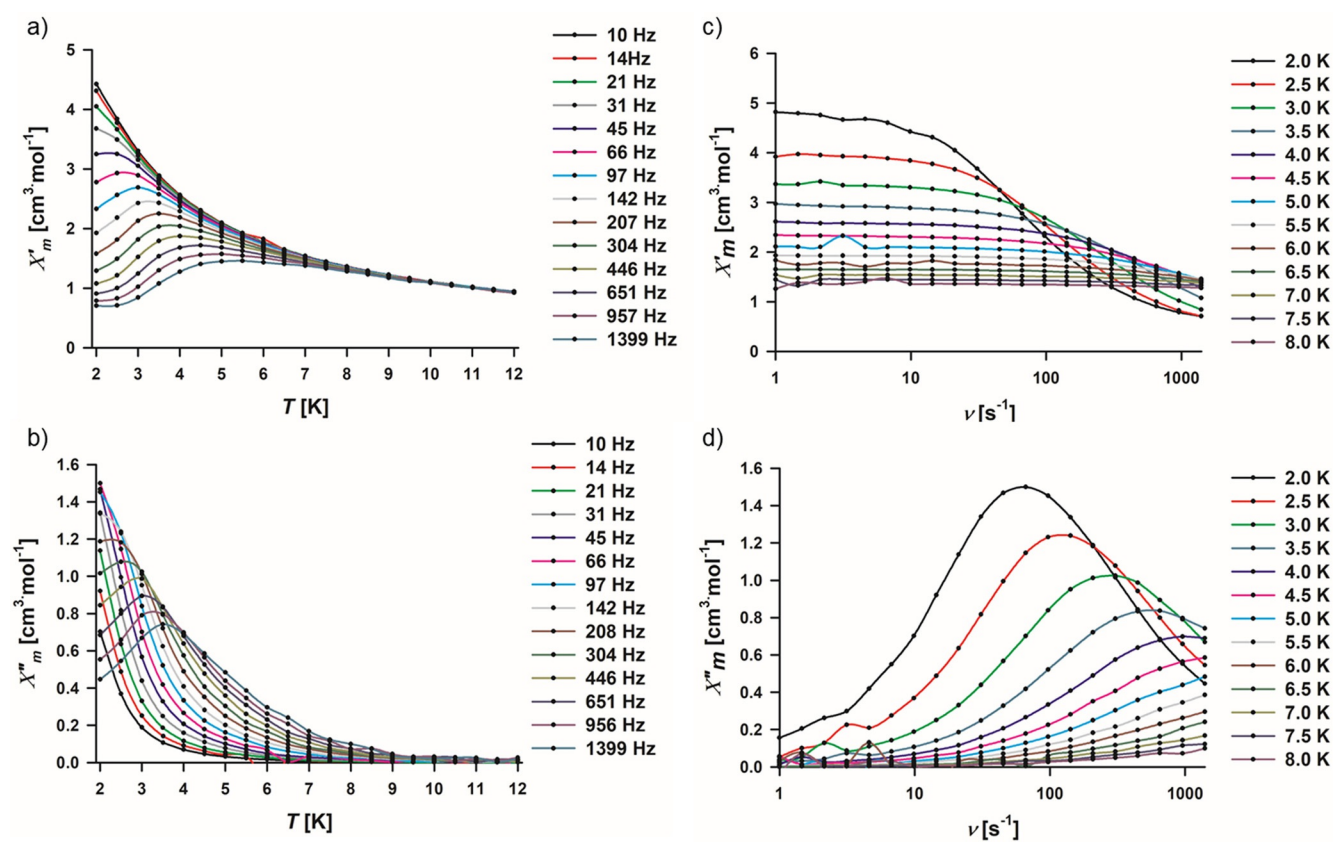 a)
5
4
3
2
1
0
X'm [cm3·mol-1]
2 3 4 5 6 7 8 9 10 11 12
T [K]
10 Hz
14Hz
21 Hz
31 Hz
45 Hz
66 Hz
97 Hz
142 Hz
207 Hz
304 Hz
446 Hz
651 Hz
957 Hz
1399 Hz
c)
6
5
4
3
2
1
0
X'm [cm3·mol-1]
1 10 100 1000
ν [s-1]
2.0 K
2.5 K
3.0 K
3.5 K
4.0 K
4.5 K
5.0 K
5.5 K
6.0 K
6.5 K
7.0 K
7.5 K
8.0 K
b)
1.6
1.4
1.2
1.0
0.8
0.6
0.4
0.2
0.0
X"m [cm3·mol-1]
2 3 4 5 6 7 8 9 10 11 12
T [K]
10 Hz
14 Hz
21 Hz
31 Hz
45 Hz
66 Hz
97 Hz
142 Hz
208 Hz
304 Hz
446 Hz
651 Hz
956 Hz
1399 Hz
d)
1.6
1.4
1.2
1.0
0.8
0.6
0.4
0.2
0.0
X"m [cm3·mol-1]
1 10 100 1000
ν [s-1]
2.0 K
2.5 K
3.0 K
3.5 K
4.0 K
4.5 K
5.0 K
5.5 K
6.0 K
6.5 K
7.0 K
7.5 K
8.0 K